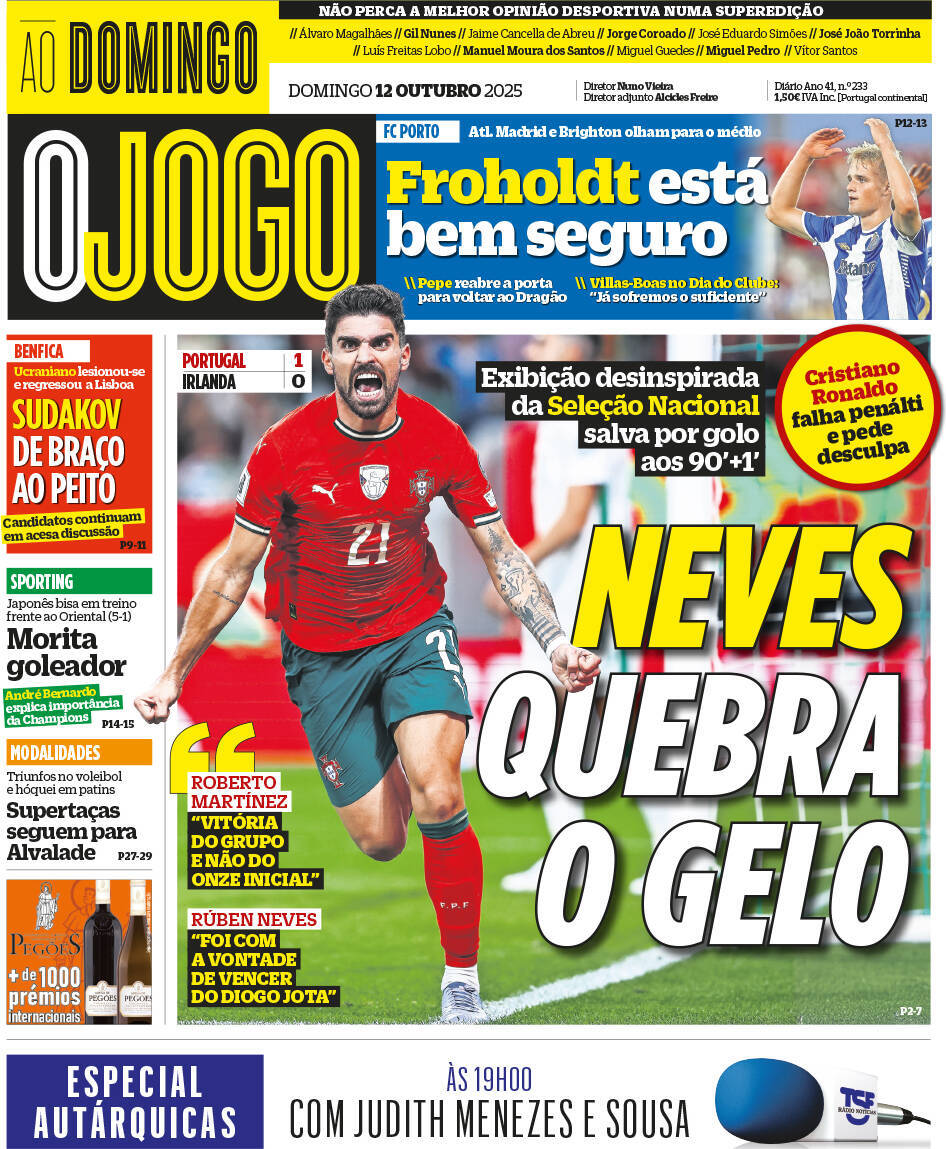 AO DOMINGO
NÃO PERCA A MELHOR OPINIÃO DESPORTIVA NUMA SUPEREDIÇÃO
// Álvaro Magalhães // Gil Nunes // Jaime Cancella de Abreu // Jorge Coroado // José Eduardo Simões // José João Torrinha
// Luís Freitas Lobo // Manuel Moura dos Santos // Miguel Guedes // Miguel Pedro // Vítor Santos
DOMINGO 12 OUTUBRO 2025
Diretor Nuno Vieira
Diretor adjunto Alcides Freire
Diário Ano 41, n.º 233
1,50€ IVA Inc. [Portugal continental]
O JOGO
FC PORTO
Atl. Madrid e Brighton olham para o médio
P12-13
Froholdt está
bem seguro
\\ Pepe reabre a porta
para voltar ao Dragão
\\ Villas-Boas no Dia do Clube:
“Já sofremos o suficiente”
Betano
BENFICA
Ucraniano lesionou-se
e regressou a Lisboa
SUDAKOV
DE BRAÇO
AO PEITO
Candidatos continuam
em acesa discussão
P9-11
SPORTING
Japonês bisa em treino
frente ao Oriental (5-1)
Morita
goleador
André Bernardo
explica importância
da Champions
P14-15
MODALIDADES
Triunfos no voleibol
e hóquei em patins
Supertaças
seguem para
Alvalade
P27-29
PEGÕES
+ de 1000
prémios
internacionais
PEGÕES
PEGÕES
PORTUGAL 1
IRLANDA 0
Exibição desinspirada
da Seleção Nacional
salva por golo
aos 90’+1’
Cristiano
Ronaldo
falha penálti
e pede
desculpa
21
21
F.P.F
NEVES
QUEBRA
O GELO
“
ROBERTO
MARTÍNEZ
“VITÓRIA
DO GRUPO
E NÃO DO
ONZE INICIAL”
RÚBEN NEVES
“FOI COM
A VONTADE
DE VENCER
DO DIOGO JOTA”
P2-7
ESPECIAL
AUTÁRQUICAS
ÀS 19H00
COM JUDITH MENEZES E SOUSA
TSF
RÁDIO NOTÍCIAS